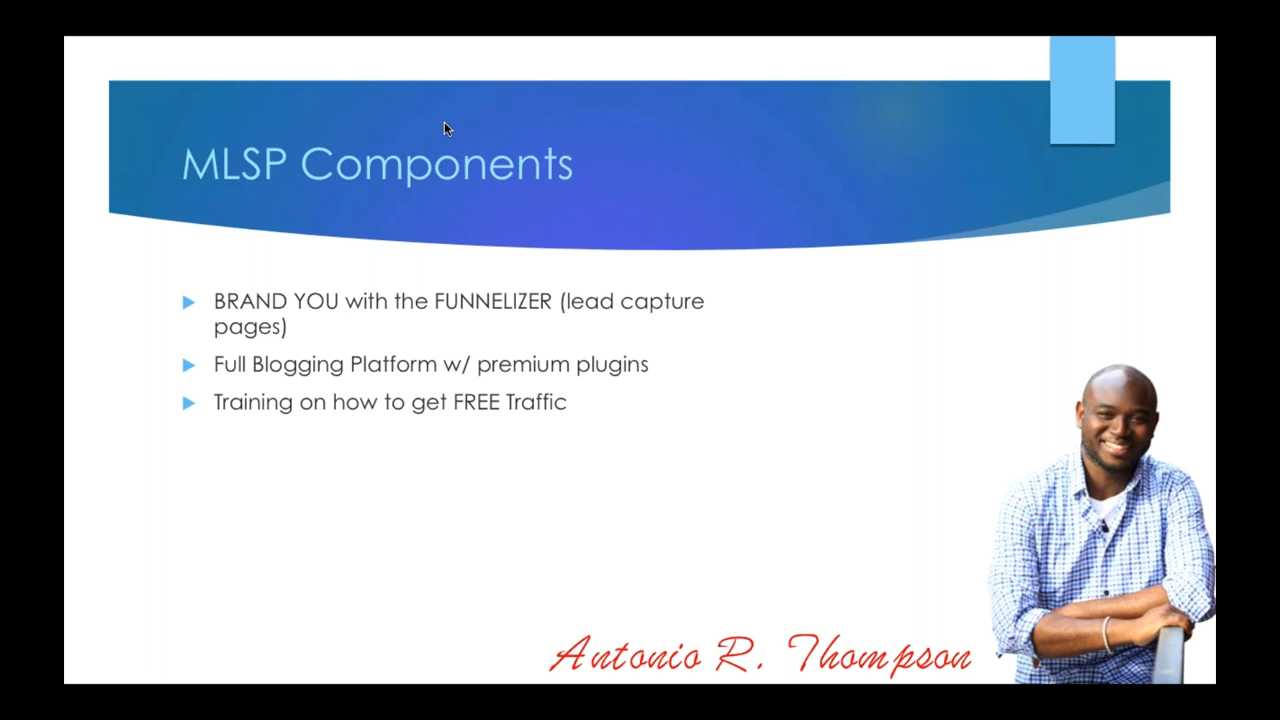 MLSP Components
BRAND YOU with the FUNNELIZER (lead capture
pages)
Full Blogging Platform w/ premium plugins
Training on how to get FREE Traffic
Antonio R. Thompson